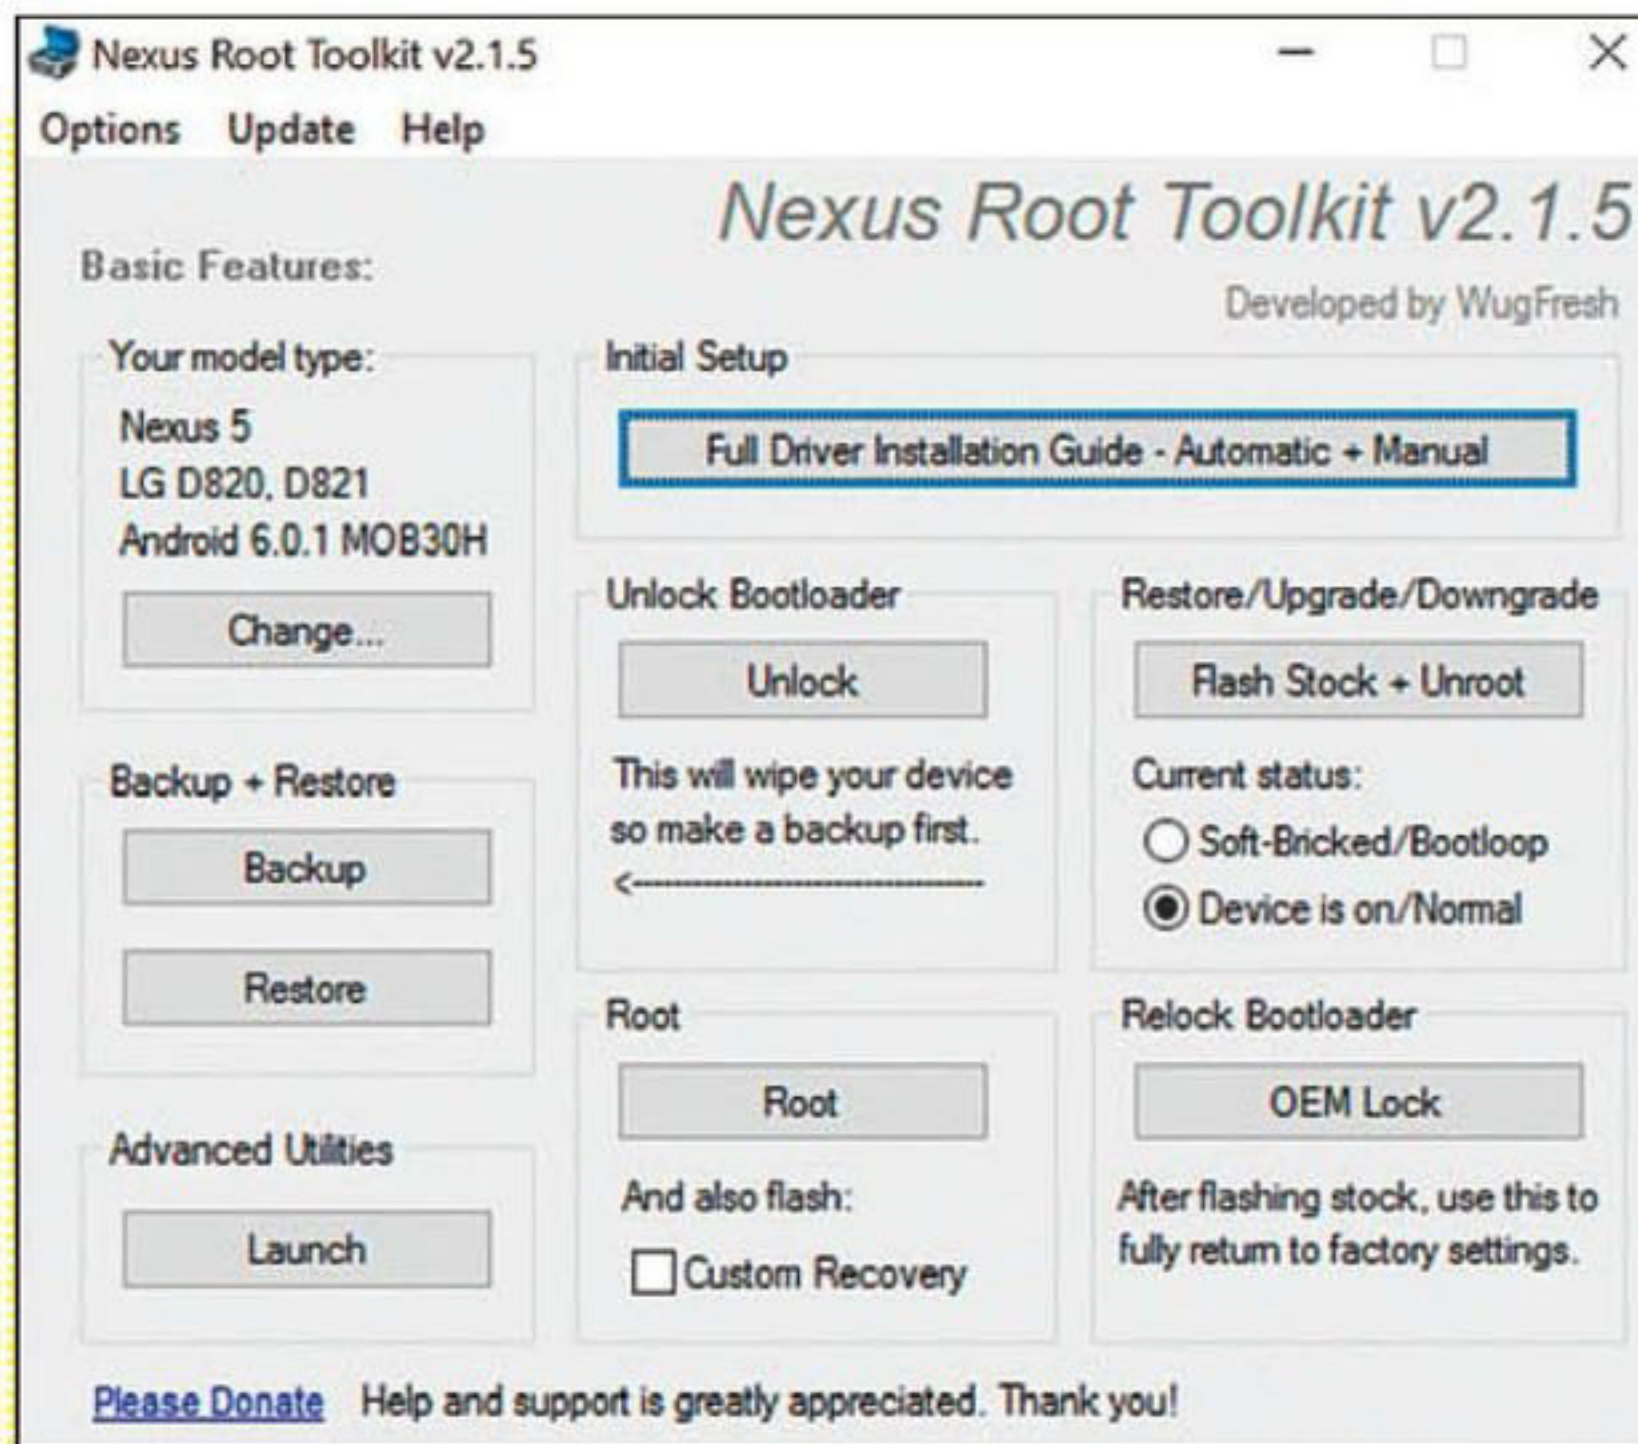 Nexus Root Toolkit v2.1.5
Options Update Help
Nexus Root Toolkit v2.1.5
Basic Features:
Developed by WugFresh
Your model type:
Nexus 5
LG D820, D821
Android 6.0.1 MOB30H
Change...
Initial Setup
Full Driver Installation Guide - Automatic + Manual
Unlock Bootloader
Unlock
This will wipe your device
so make a backup first.
<------------------------------
Restore/Upgrade/Downgrade
Flash Stock + Unroot
Current status:
Soft-Bricked/Bootloop
Device is on/Normal
Backup + Restore
Backup
Restore
Root
Root
And also flash:
Custom Recovery
Relock Bootloader
OEM Lock
After flashing stock, use this to
fully return to factory settings.
Advanced Utilities
Launch
Please Donate Help and support is greatly appreciated. Thank you!